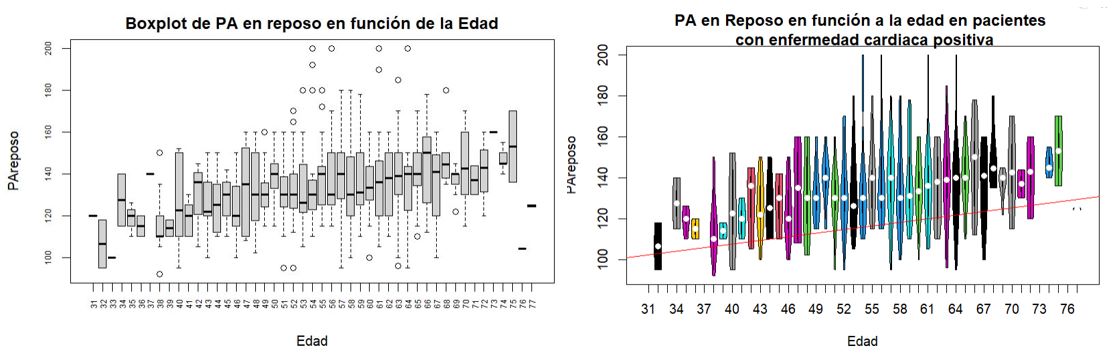 Boxplot de PA en reposo en función de la Edad
PAreposo
200
180
160
140
120
100
31 32 33 34 35 36 37 38 39 40 41 42 43 44 45 46 47 48 49 50 51 52 53 54 55 56 57 58 59 60 61 62 63 64 65 66 67 68 69 70 71 72 73 74 75 76 77
Edad
PA en Reposo en función a la edad en pacientes
con enfermedad cardiaca positiva
PAreposo
200
180
160
140
120
100
31 34 37 40 43 46 49 52 55 58 61 64 67 70 73 76
Edad